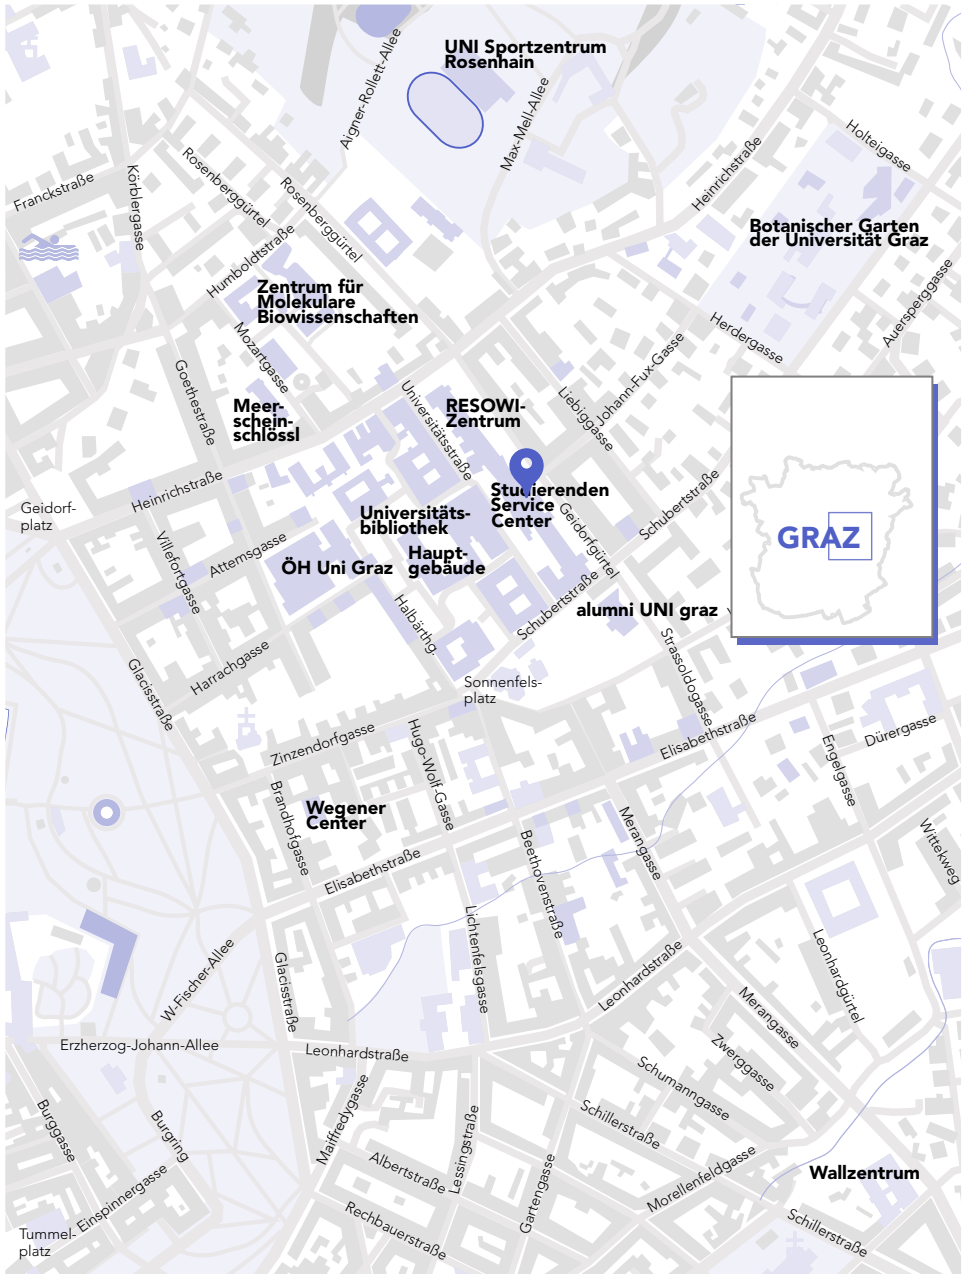 UNI Sportzentrum
Rosenhain
Aigner-Rollett-Allee
Max-Mell-Allee
Holteigasse
Heinrichstraße
Franckstraße
Körblergasse
Rosenberggürtel
Rosenberggürtel
Humboldtstraße
Botanischer Garten
der Universität Graz
Auersperggasse
Zentrum für
Molekulare
Biowissenschaften
Herdergasse
Mozartgasse
Goethestraße
Johann-Fux-Gasse
Liebiggasse
Universitätsstraße
Meer-
schein-
schlössl
RESOWI-
Zentrum
Heinrichstraße
Studierenden
Service
Center
Schubertstraße
Geidorf-
platz
Universitäts-
bibliothek
Geidorfgürtel
GRAZ
Villefortgasse
Attemsgasse
ÖH Uni Graz
Haupt-
gebäude
Halbärthg.
Schubertstraße
alumni UNI graz
Harrachgasse
Glacisstraße
Strassoldogasse
Sonnenfels-
platz
Zinzendorfgasse
Hugo-Wolf-Gasse
Elisabethstraße
Dürergasse
Engelgasse
Brandhofgasse
Wegener
Center
Merangasse
Wittekweg
Beethovenstraße
Elisabethstraße
Lichtenfelsgasse
Leonhardgürtel
W-Fischer-Allee
Glacisstraße
Leonhardstraße
Merangasse
Erzherzog-Johann-Allee
Leonhardstraße
Zwerggasse
Schumanngasse
Maiffredygasse
Burggasse
Burgring
Lessingstraße
Schillerstraße
Albertstraße
Gartengasse
Morellenfeldgasse
Wallzentrum
Einspinnergasse
Rechbauerstraße
Schillerstraße
Tummel-
platz